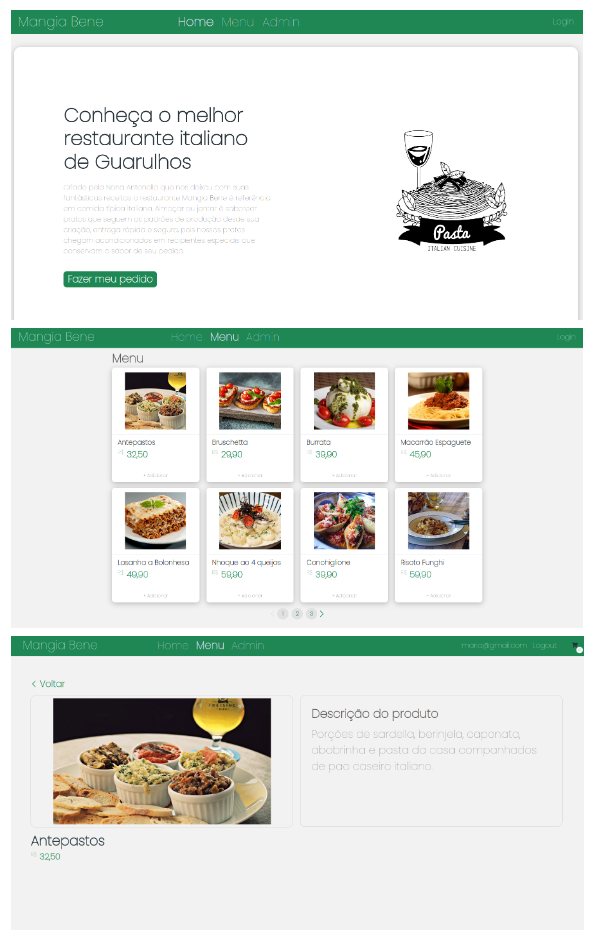 Mangia Bene Home Menu Admin Login
Conheça o melhor
restaurante italiano
de Guarulhos
Criado pela Nona Antonella que nos deixou com suas
fantásticas receitas o restaurante Mangia Bene é referência
em comida típica italiana. Almoçar ou jantar é saborear
pratos que seguem os padrões de produção desde sua
criação, entrega rápida e segura, pois nossos pratos
chegam acondicionados em recipientes especiais que
conservam o sabor de seu pedido.
Fazer meu pedido
Pasta
ITALIAN CUISINE
Mangia Bene Home Menu Admin Login
Menu
Antepastos Bruschetta Burrata Macarrão Espaguete
R$ 32,50 R$ 29,90 R$ 39,90 R$ 45,90
+ Adicionar + Adicionar + Adicionar + Adicionar
Lasanha a Bolonhesa Nhoque ao 4 queijos Conchiglione Risoto Funghi
R$ 49,90 R$ 59,90 R$ 39,90 R$ 59,90
+ Adicionar + Adicionar + Adicionar + Adicionar
1 2 3
Mangia Bene Home Menu Admin maria@gmail.com Logout
Voltar
Descrição do produto
Porções de sardella, berinjela, caponata,
abobrinha e pasta da casa companhados
de pao caseiro italiano
Antepastos
R$ 32,50